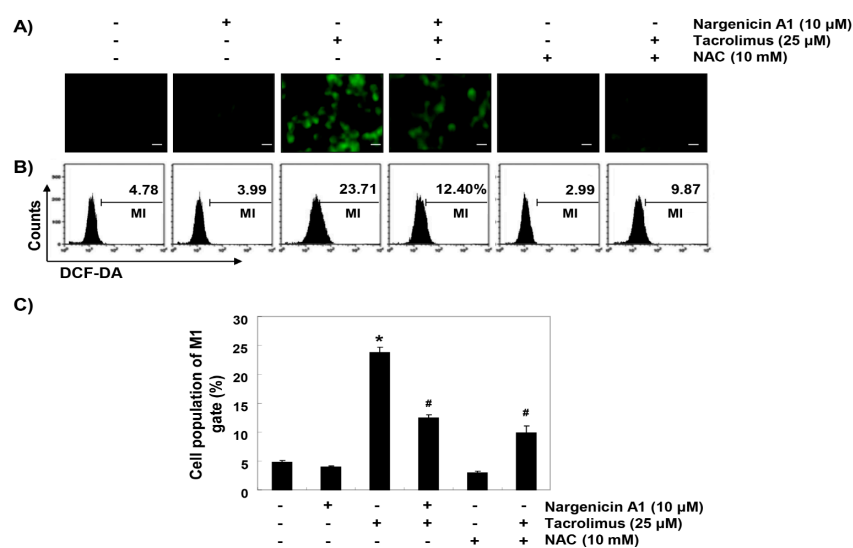 A)
- + - + - - Nargenicin A1 (10 µM)
- - + + - + Tacrolimus (25 µM)
- - - - + + NAC (10 mM)
B)
4.78 3.99 23.71 12.40% 2.99 9.87
MI MI MI MI MI MI
Counts
DCF-DA
C)
Cell population of M1 gate (%)
30
25
20
15
10
5
0
* # #
- + - + - - Nargenicin A1 (10 µM)
- - + + - + Tacrolimus (25 µM)
- - - - + + NAC (10 mM)